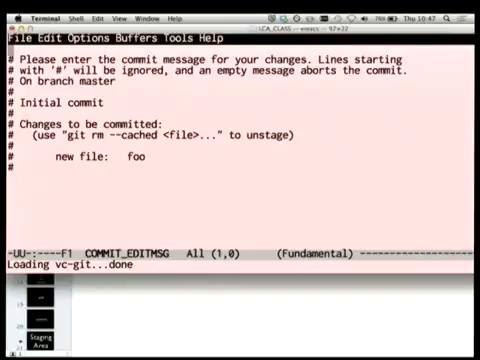 Terminal Shell Edit View Window Help
Thu 10:47
File Edit Options Buffers Tools Help
# Please enter the commit message for your changes. Lines starting
# with '#' will be ignored, and an empty message aborts the commit.
# On branch master
#
# Initial commit
#
# Changes to be committed:
#   (use "git rm --cached <file>..." to unstage)
#
#       new file:   foo
#
-UU-:----F1  COMMIT_EDITMSG   All (1,0)      (Fundamental)
Loading vc-git...done
19
20
Staging
Area